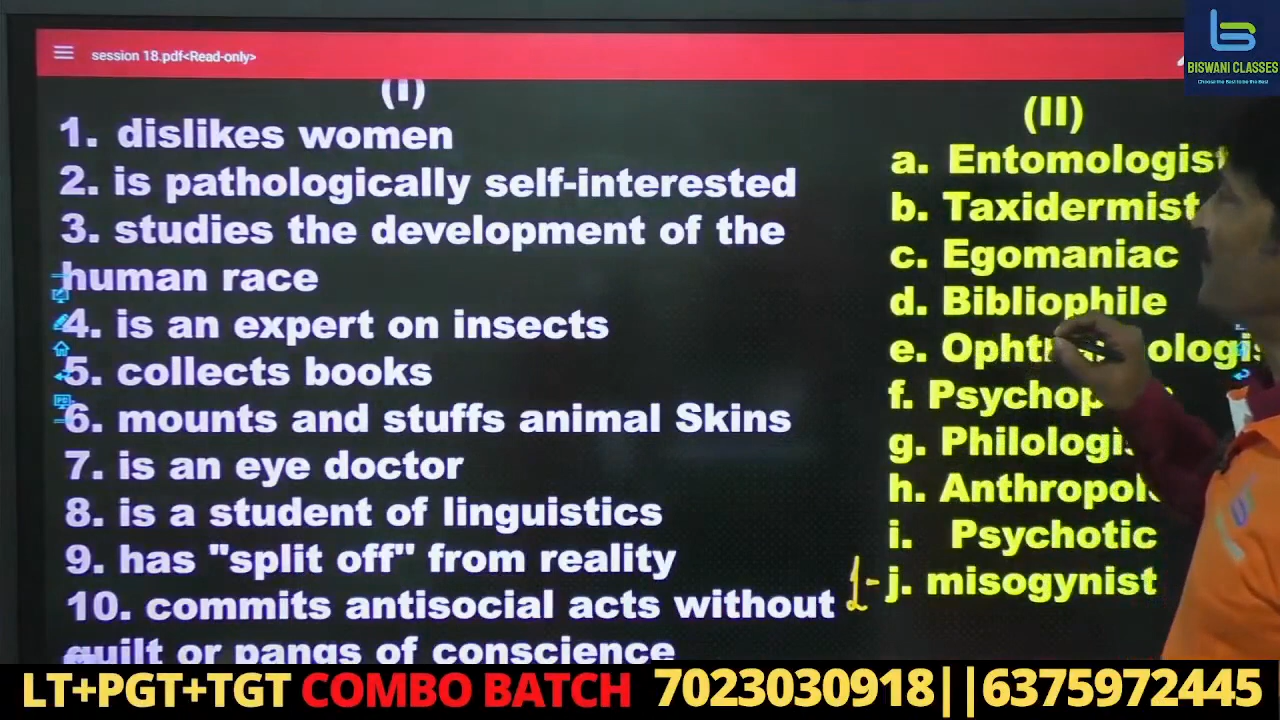 session 18.pdf<Read-only>
BISWANI CLASSES
(I)
1. dislikes women
2. is pathologically self-interested
3. studies the development of the
human race
4. is an expert on insects
5. collects books
6. mounts and stuffs animal Skins
7. is an eye doctor
8. is a student of linguistics
9. has "split off" from reality
10. commits antisocial acts without
guilt or pangs of conscience
(II)
a. Entomologist
b. Taxidermist
c. Egomaniac
d. Bibliophile
e.
f.
g.
h.
i. Psychotic
1- j. misogynist
LT+PGT+TGT COMBO BATCH 7023030918||6375972445